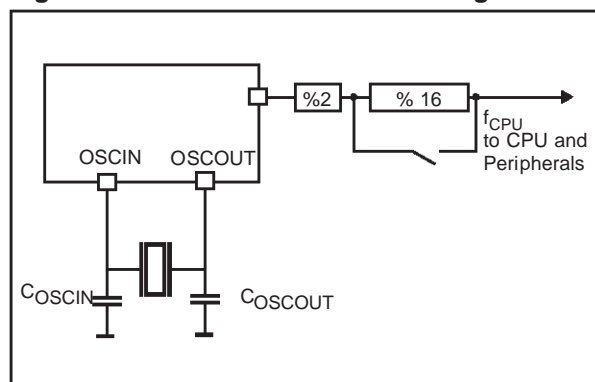 %2
% 16
fCPU
to CPU and
Peripherals
OSCIN
OSCOUT
COSCIN
COSCOUT